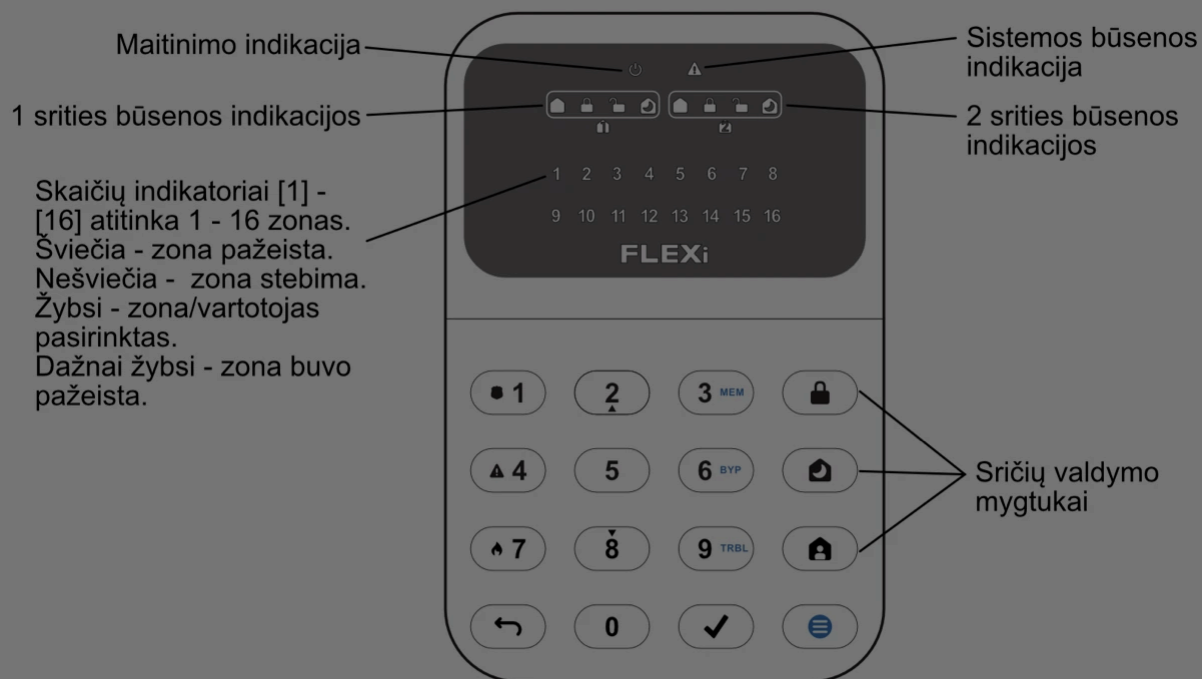 Maitinimo indikacija
Sistemos būsenos
indikacija
1 srities būsenos indikacijos
2 srities būsenos
indikacijos
1
2
Skaičių indikatoriai [1] -
[16] atitinka 1 - 16 zonas.
Šviečia - zona pažeista.
Nešviečia - zona stebima.
Žybsi - zona/vartotojas
pasirinktas.
Dažnai žybsi - zona buvo
pažeista.
1 2 3 4 5 6 7 8
9 10 11 12 13 14 15 16
FLEXi
1 2 3 MEM
4 5 6 BYP
7 8 9 TRBL
0
Sričių valdymo
mygtukai